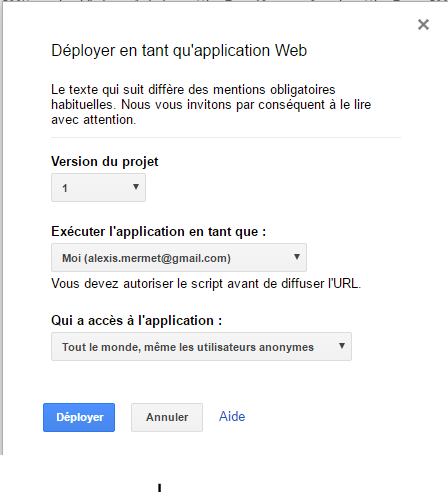 Déployer en tant qu'application Web
Le texte qui suit diffère des mentions obligatoires
habituelles. Nous vous invitons par conséquent à le lire
avec attention.
Version du projet
1
Exécuter l'application en tant que :
Moi (alexis.mermet@gmail.com)
Vous devez autoriser le script avant de diffuser l'URL.
Qui a accès à l'application :
Tout le monde, même les utilisateurs anonymes
Déployer Annuler Aide